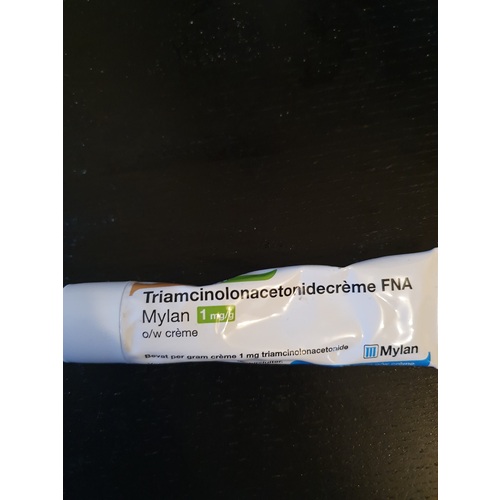 Triamcinolonacetonidecrème FNA
Mylan 1 mg/g
o/w crème
Bevat per gram crème 1 mg triamcinolonacetonide
Mylan